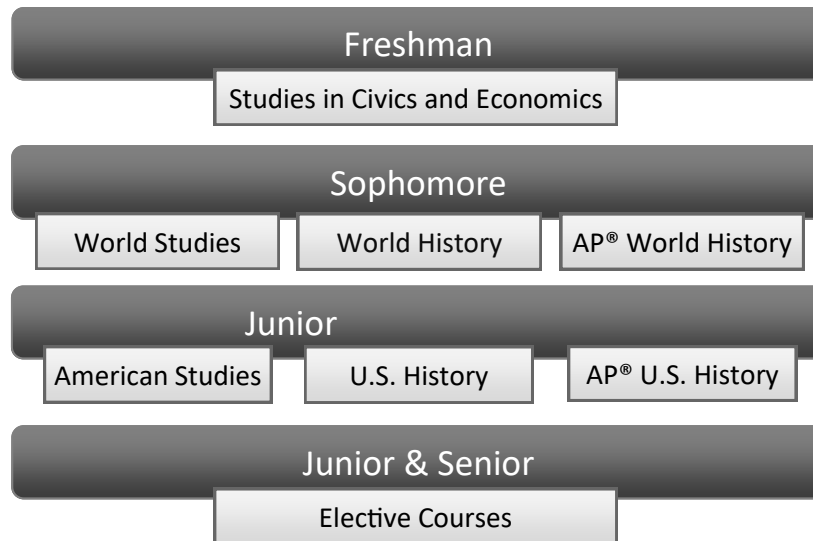 Freshman
Studies in Civics and Economics
Sophomore
World Studies
World History
AP® World History
Junior
American Studies
U.S. History
AP® U.S. History
Junior & Senior
Elective Courses